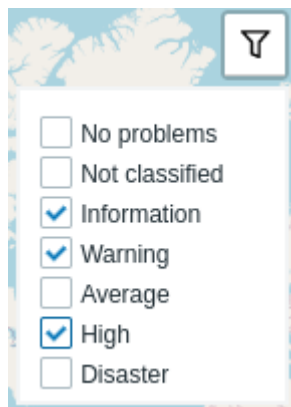 No problems
Not classified
Information
Warning
Average
High
Disaster